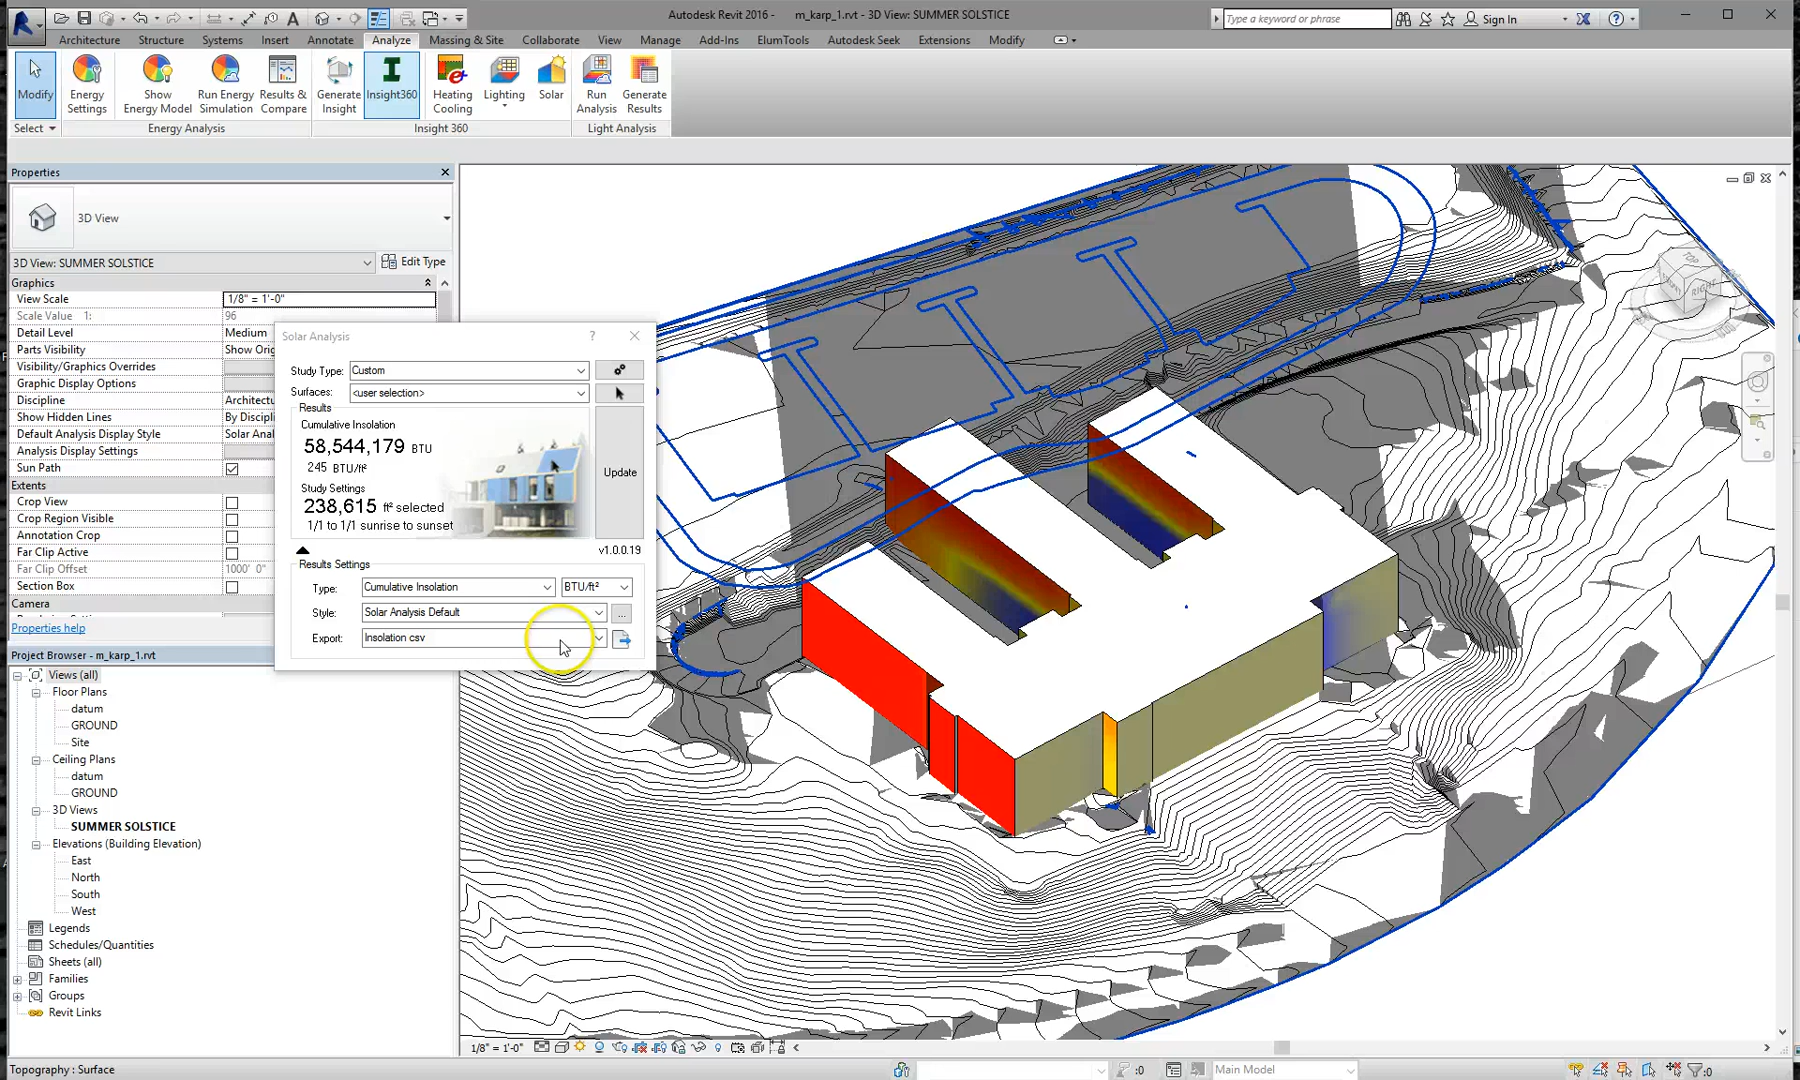 Autodesk Revit 2016 - m_karp_1.rvt - 3D View: SUMMER SOLSTICE
Type a keyword or phrase
Sign In
Architecture Structure Systems Insert Annotate Analyze Massing & Site Collaborate View Manage Add-Ins ElumTools Autodesk Seek Extensions Modify
Modify
Energy Settings
Show Energy Model
Run Energy Simulation
Results & Compare
Generate Insight
Insight360
Heating Cooling
Lighting
Solar
Run Analysis
Generate Results
Select
Energy Analysis
Insight 360
Light Analysis
Properties
3D View
3D View: SUMMER SOLSTICE
Edit Type
Graphics
View Scale 1/8" = 1'-0"
Scale Value 1: 96
Detail Level Medium
Parts Visibility Show Orig
Visibility/Graphics Overrides
Graphic Display Options
Discipline Architectu
Show Hidden Lines By Discipli
Default Analysis Display Style Solar Anal
Analysis Display Settings
Sun Path
Extents
Crop View
Crop Region Visible
Annotation Crop
Far Clip Active
Far Clip Offset 1000' 0"
Section Box
Camera
Properties help
Solar Analysis
Study Type: Custom
Surfaces: <user selection>
Results
Cumulative Insolation
58,544,179 BTU
245 BTU/ft²
Study Settings
238,615 ft² selected
1/1 to 1/1 sunrise to sunset
Update
v1.0.0.19
Results Settings
Type: Cumulative Insolation BTU/ft²
Style: Solar Analysis Default ...
Export: Insolation csv
Project Browser - m_karp_1.rvt
Views (all)
Floor Plans
datum
GROUND
Site
Ceiling Plans
datum
GROUND
3D Views
SUMMER SOLSTICE
Elevations (Building Elevation)
East
North
South
West
Legends
Schedules/Quantities
Sheets (all)
Families
Groups
Revit Links
TOP
RIGHT
1/8" = 1'-0"
Topography : Surface
:0
Main Model
:0